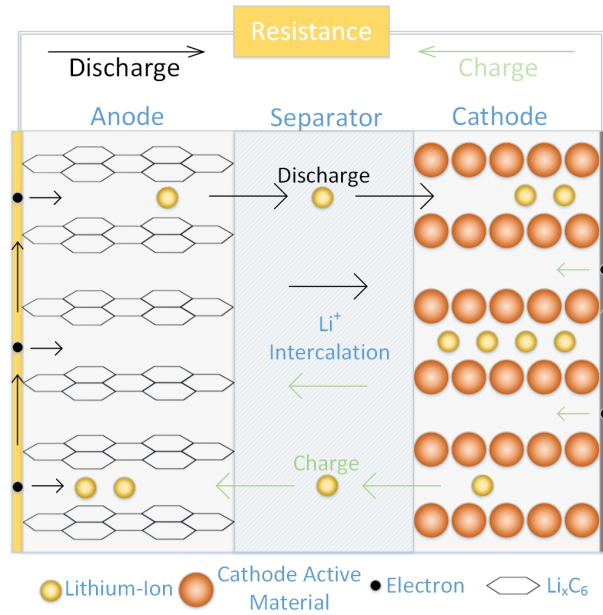 Resistance
Discharge
Charge
Anode
Separator
Cathode
Discharge
Li⁺
Intercalation
Charge
Lithium-Ion
Cathode Active
Material
Electron
LiₓC₆